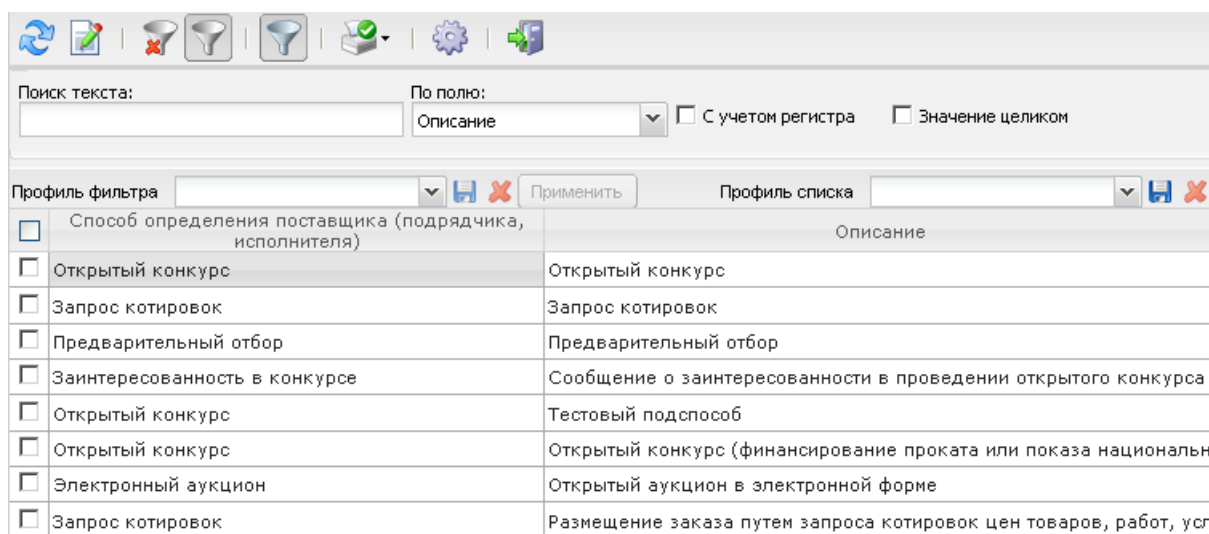 Поиск текста:
По полю:
Описание
С учетом регистра
Значение целиком
Профиль фильтра
Применить
Профиль списка
Способ определения поставщика (подрядчика,
исполнителя)
Описание
Открытый конкурс
Открытый конкурс
Запрос котировок
Запрос котировок
Предварительный отбор
Предварительный отбор
Заинтересованность в конкурсе
Сообщение о заинтересованности в проведении открытого конкурса
Открытый конкурс
Тестовый подспособ
Открытый конкурс
Открытый конкурс (финансирование проката или показа национальн
Электронный аукцион
Открытый аукцион в электронной форме
Запрос котировок
Размещение заказа путем запроса котировок цен товаров, работ, усл